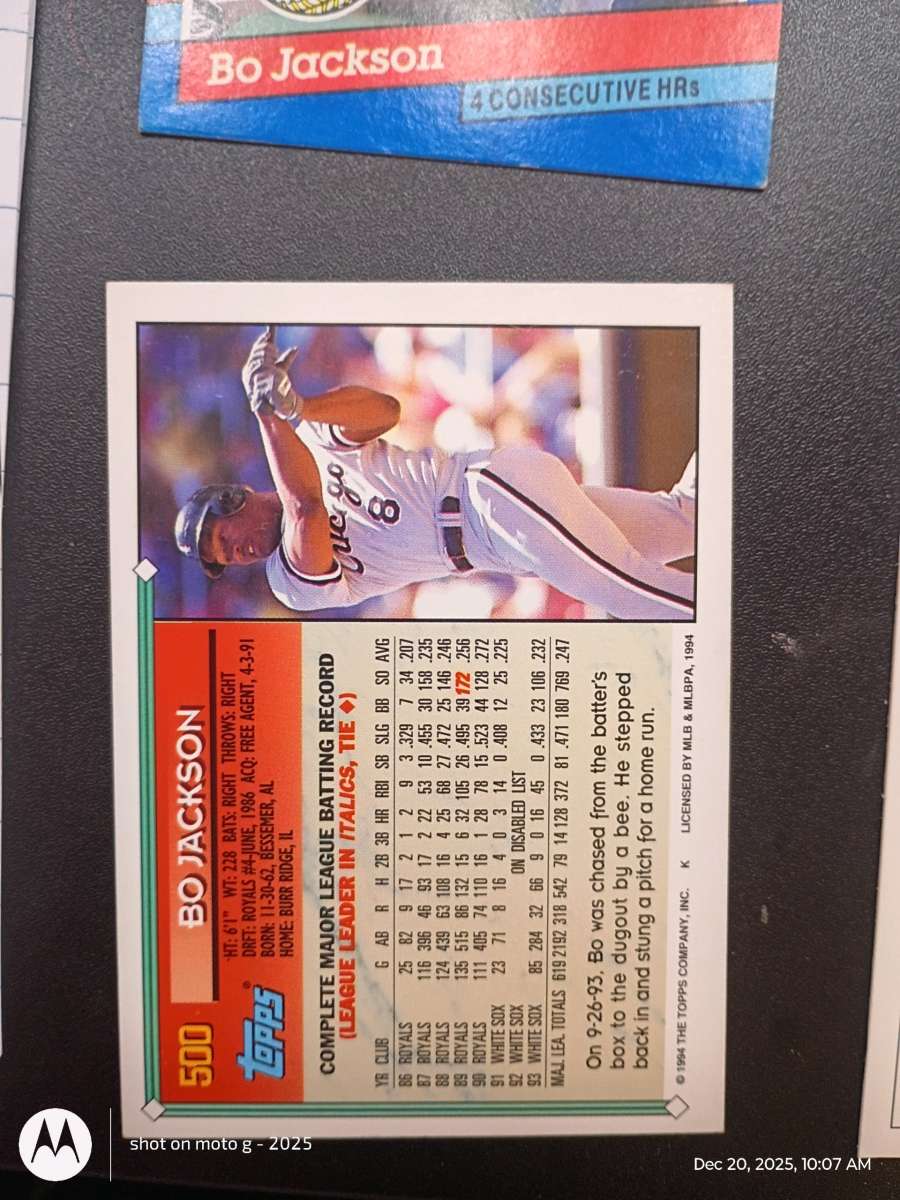 Bo Jackson
4 CONSECUTIVE HRs
Chicago
8
500
BO JACKSON
topps®
HT: 6'1" WT: 228 BATS: RIGHT THROWS: RIGHT
DRFT: ROYALS #4-JUNE, 1986 ACQ: FREE AGENT, 4-3-91
BORN: 11-30-62, BESSEMER, AL
HOME: BURR RIDGE, IL
COMPLETE MAJOR LEAGUE BATTING RECORD
(LEAGUE LEADER IN ITALICS, TIE ♦)
YR CLUB G AB R H 2B 3B HR RBI SB SLG BB SO AVG
86 ROYALS 25 82 9 17 2 1 2 9 3 .329 7 34 .207
87 ROYALS 116 396 46 93 17 2 22 53 10 .455 30 158 .235
88 ROYALS 124 439 63 108 16 4 25 68 27 .472 25 146 .246
89 ROYALS 135 515 86 132 15 6 32 105 26 .495 39 172 .256
90 ROYALS 111 405 74 110 16 1 28 78 15 .523 44 128 .272
91 WHITE SOX 23 71 8 16 4 0 3 14 0 .408 12 25 .225
92 WHITE SOX ON DISABLED LIST
93 WHITE SOX 85 284 32 66 9 0 16 45 0 .433 23 106 .232
MAJ. LEA. TOTALS 619 2192 318 542 79 14 128 372 81 .471 180 769 .247
On 9-26-93, Bo was chased from the batter's
box to the dugout by a bee. He stepped
back in and stung a pitch for a home run.
© 1994 THE TOPPS COMPANY, INC. K LICENSED BY MLB & MLBPA, 1994
shot on moto g - 2025
Dec 20, 2025, 10:07 AM